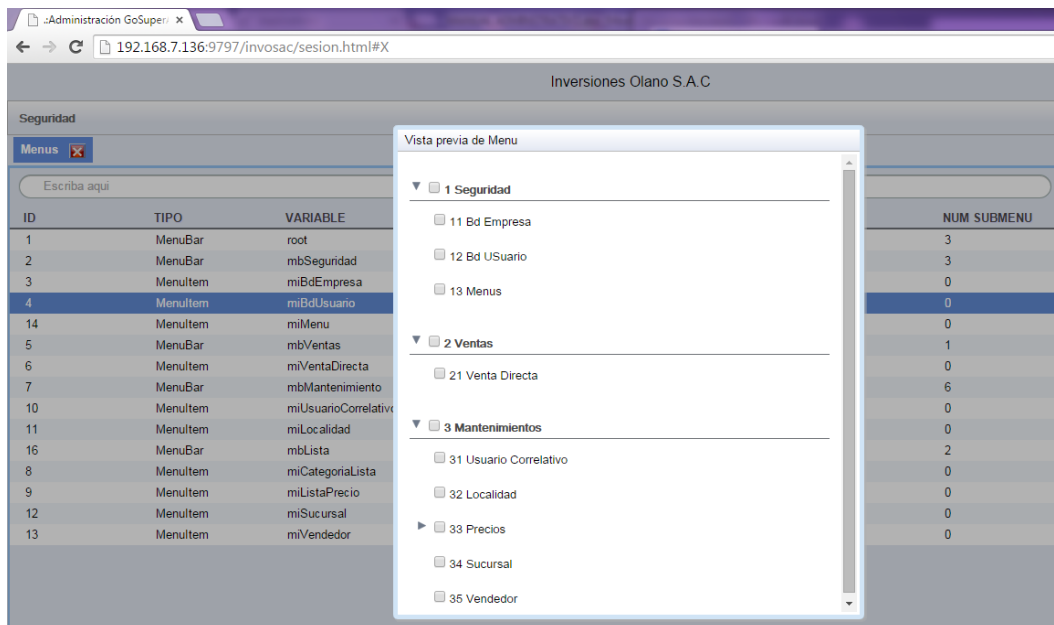 .:Administración GoSuper
192.168.7.136:9797/invosac/sesion.html#X
Inversiones Olano S.A.C
Seguridad
Menus
Escriba aqui
ID TIPO VARIABLE NUM SUBMENU
1 MenuBar root 3
2 MenuBar mbSeguridad 3
3 MenuItem miBdEmpresa 0
4 MenuItem miBdUsuario 0
14 MenuItem miMenu 0
5 MenuBar mbVentas 1
6 MenuItem miVentaDirecta 0
7 MenuBar mbMantenimiento 6
10 MenuItem miUsuarioCorrelativo 0
11 MenuItem miLocalidad 0
16 MenuBar mbLista 2
8 MenuItem miCategoriaLista 0
9 MenuItem miListaPrecio 0
12 MenuItem miSucursal 0
13 MenuItem miVendedor 0
Vista previa de Menu
1 Seguridad
11 Bd Empresa
12 Bd USuario
13 Menus
2 Ventas
21 Venta Directa
3 Mantenimientos
31 Usuario Correlativo
32 Localidad
33 Precios
34 Sucursal
35 Vendedor